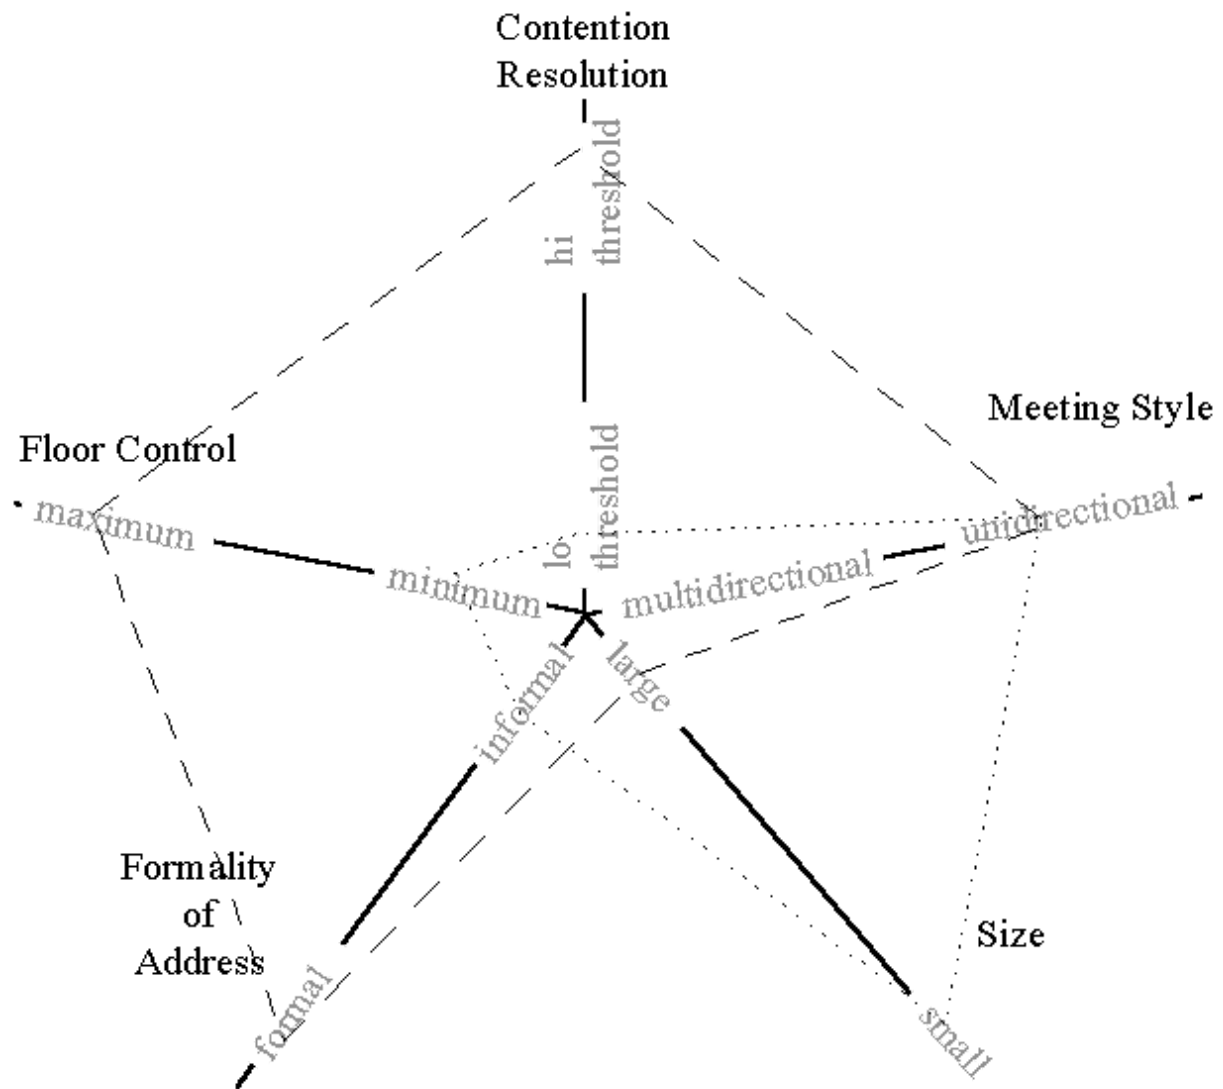 Contention
Resolution
hi
threshold
Meeting Style
Floor Control
maximum
unidirectional
lo
threshold
minimum
multidirectional
informal
large
Formality
of
Address
Size
formal
small